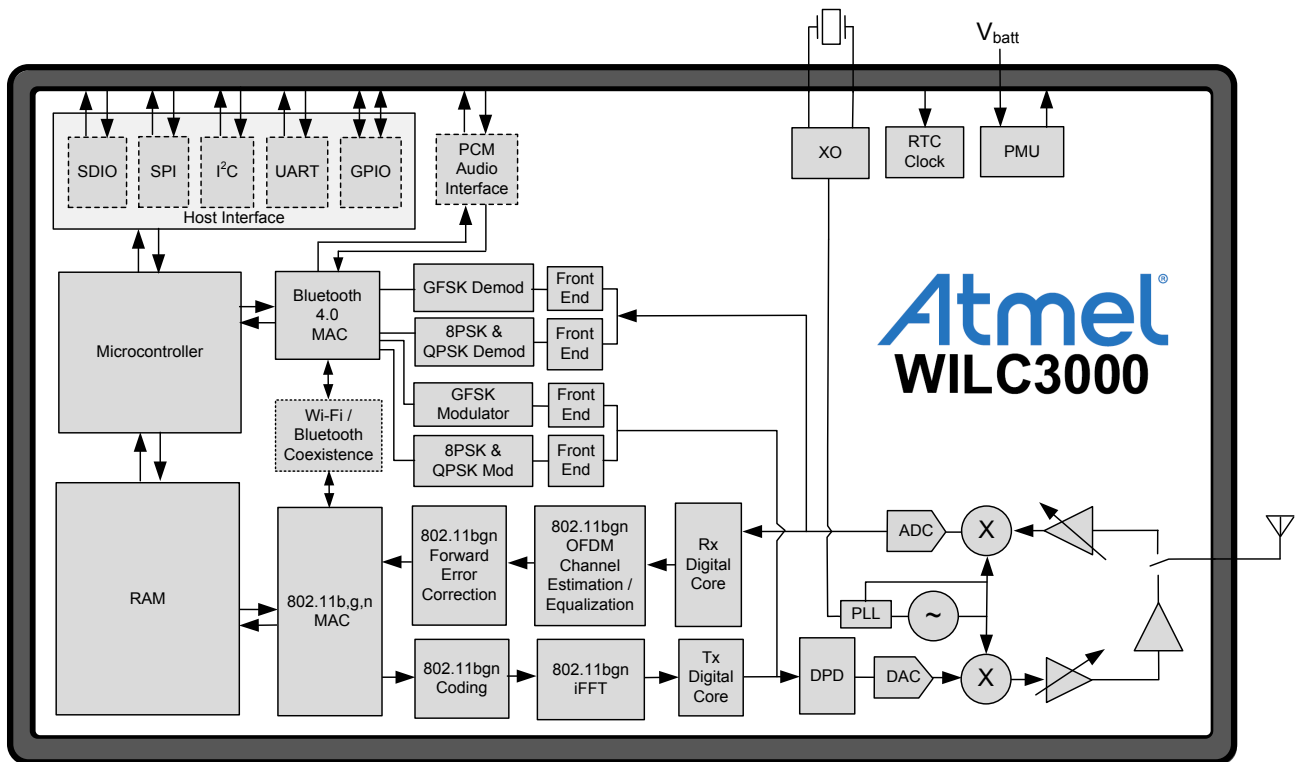 V_batt
SDIO
SPI
I²C
UART
GPIO
Host Interface
PCM
Audio
Interface
XO
RTC
Clock
PMU
Microcontroller
Bluetooth
4.0
MAC
GFSK Demod
Front
End
8PSK &
QPSK Demod
Front
End
GFSK
Modulator
Front
End
8PSK &
QPSK Mod
Front
End
Wi-Fi /
Bluetooth
Coexistence
Atmel®
WILC3000
RAM
802.11b,g,n
MAC
802.11bgn
Forward
Error
Correction
802.11bgn
OFDM
Channel
Estimation /
Equalization
Rx
Digital
Core
ADC
X
PLL
~
802.11bgn
Coding
802.11bgn
iFFT
Tx
Digital
Core
DPD
DAC
X